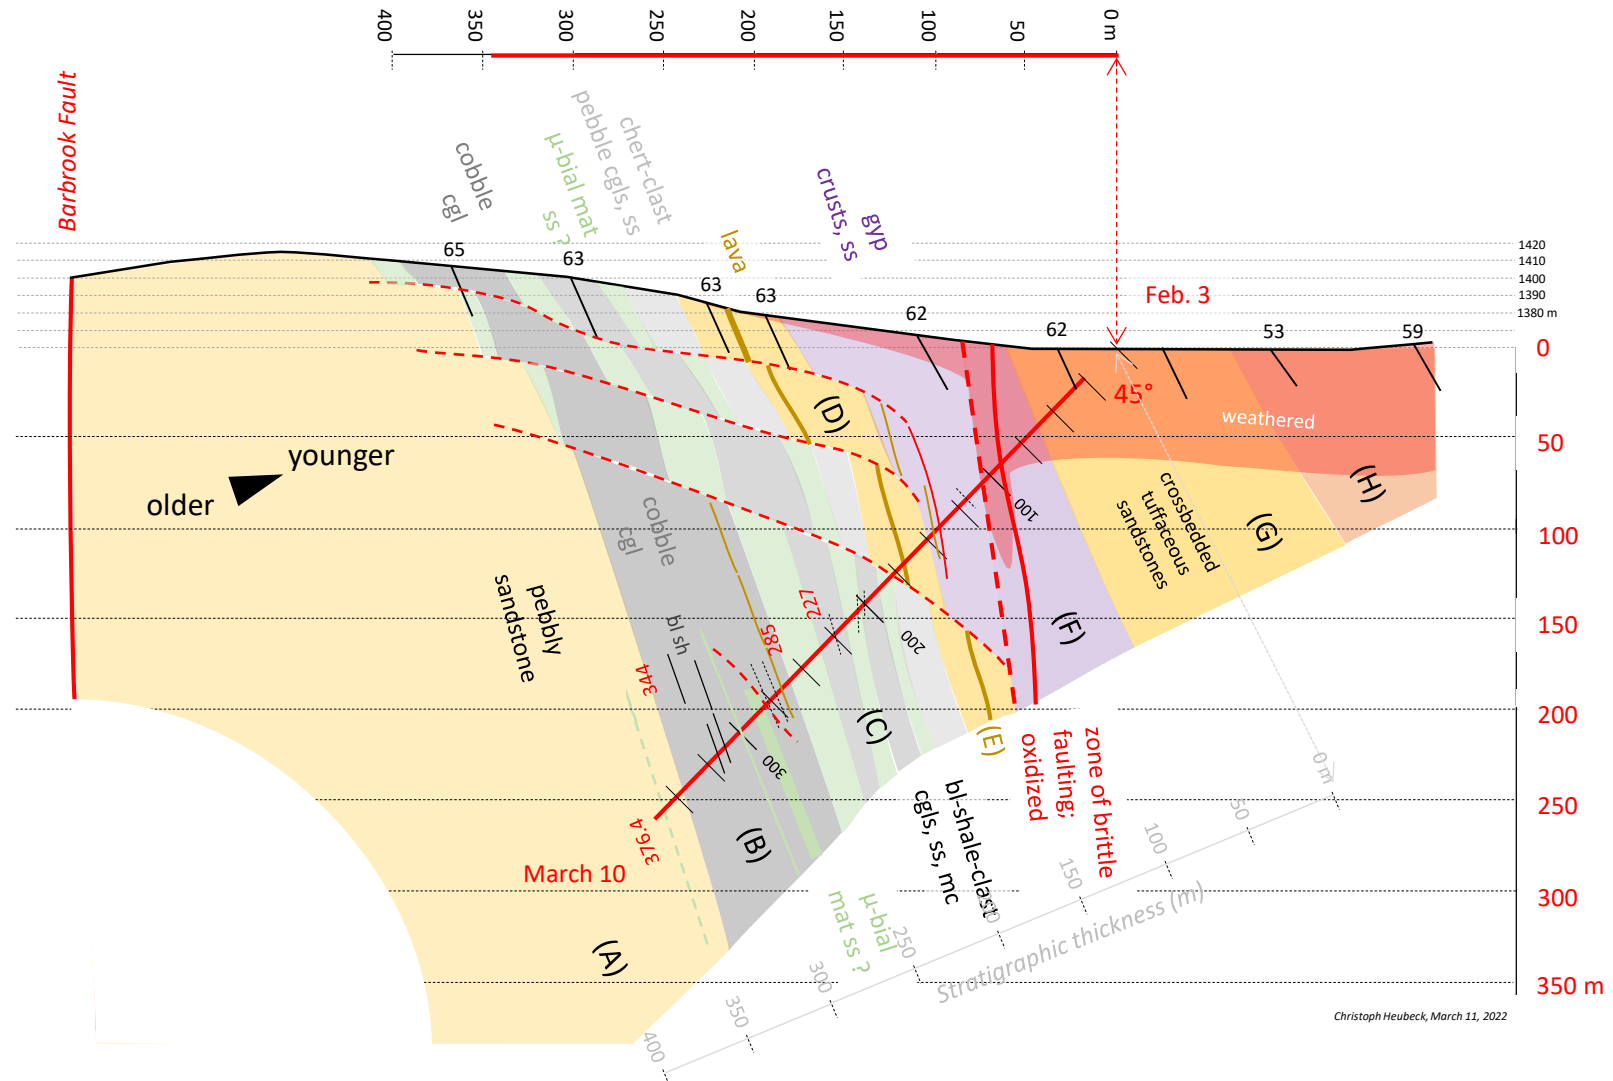 400
350
300
250
200
150
100
50
0 m
Barbrook Fault
cobble
cgl
µ-bial mat
ss ?
chert-clast
pebble cgls, ss
lava
gyp
crusts, ss
65
63
63
63
62
62
53
59
1420
1410
1400
1390
1380 m
Feb. 3
45°
weathered
0
50
100
150
200
250
300
350 m
older
younger
pebbly
sandstone
cobble
cgl
bl sh
344
285
227
376.4
100
200
300
March 10
(A)
(B)
(C)
(D)
(E)
(F)
(G)
(H)
crossbedded
tuffaceous
sandstones
zone of brittle
faulting;
oxidized
bl-shale-clast
cgls, ss, mc
µ-bial
mat ss ?
0 m
50
100
150
200
250
300
350
400
Stratigraphic thickness (m)
Christoph Heubeck, March 11, 2022